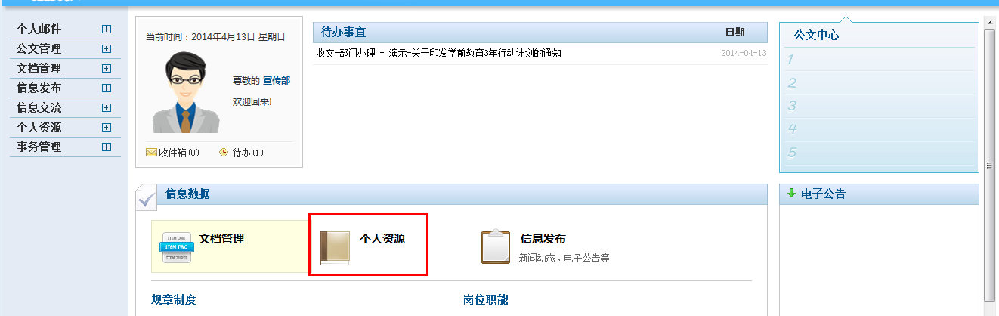 个人邮件
公文管理
文档管理
信息发布
信息交流
个人资源
事务管理
当前时间：2014年4月13日 星期日
尊敬的 宣传部
欢迎回来!
收件箱(0) 待办(1)
待办事宜 日期
收文-部门办理 - 演示-关于印发学前教育3年行动计划的通知 2014-04-13
公文中心
1
2
3
4
5
信息数据
ITEM ONE
ITEM TWO
ITEM THREE
文档管理
个人资源
信息发布
新闻动态、电子公告等
规章制度 岗位职能
电子公告